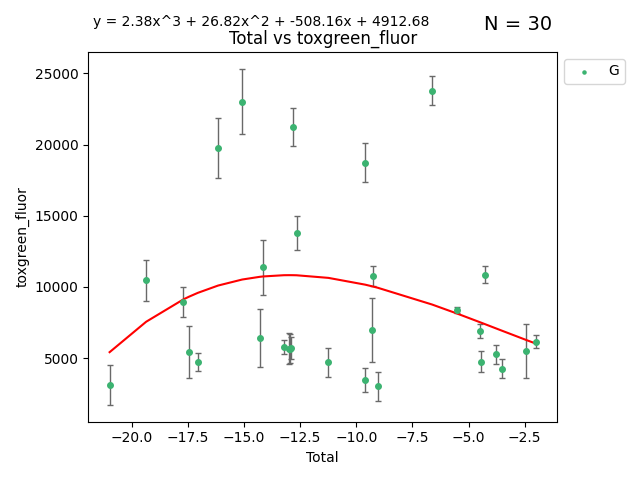 y = 2.38x^3 + 26.82x^2 + -508.16x + 4912.68
N = 30
Total vs toxgreen_fluor
G
25000
20000
15000
10000
5000
toxgreen_fluor
−20.0 −17.5 −15.0 −12.5 −10.0 −7.5 −5.0 −2.5
Total